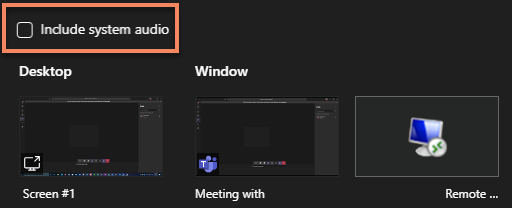 Include system audio
Desktop
Window
Screen #1
Meeting with
Remote ...